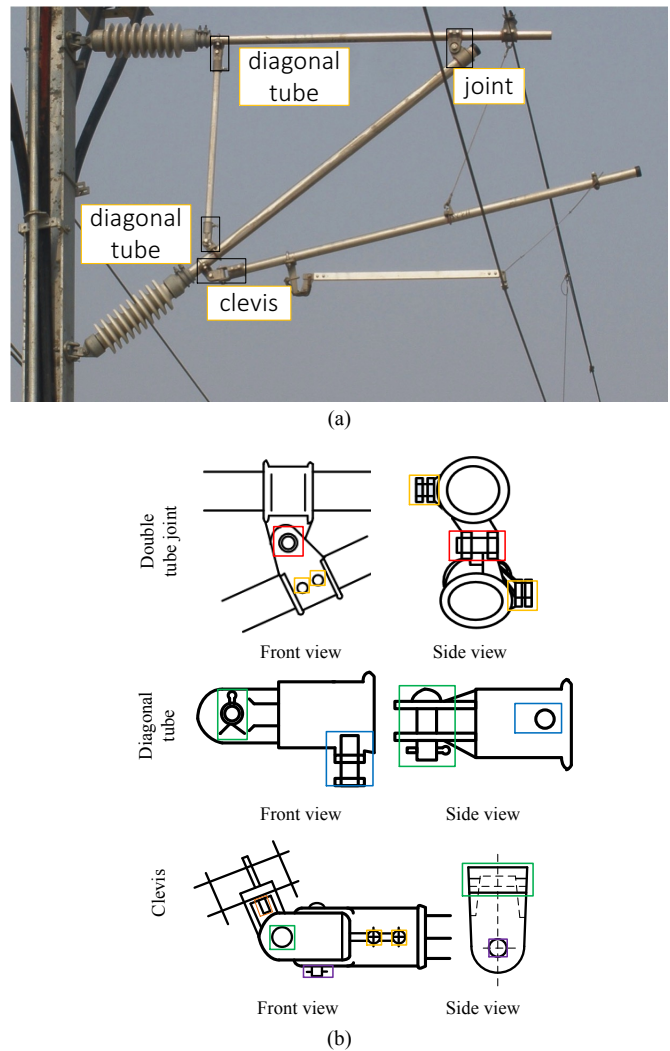 diagonal
tube
joint
diagonal
tube
clevis
(a)
Double
tube joint
Front view
Side view
Diagonal
tube
Front view
Side view
Clevis
Front view
Side view
(b)